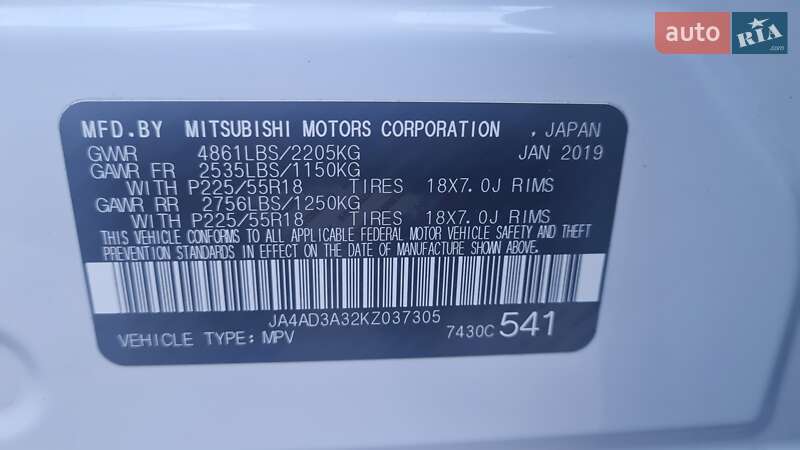 auto RIA.com
MFD.BY MITSUBISHI MOTORS CORPORATION . JAPAN
GVWR 4861LBS/2205KG JAN 2019
GAWR FR 2535LBS/1150KG
WITH P225/55R18 TIRES 18X7.0J RIMS
GAWR RR 2756LBS/1250KG
WITH P225/55R18 TIRES 18X7.0J RIMS
THIS VEHICLE CONFORMS TO ALL APPLICABLE FEDERAL MOTOR VEHICLE SAFETY AND THEFT
PREVENTION STANDARDS IN EFFECT ON THE DATE OF MANUFACTURE SHOWN ABOVE.
JA4AD3A32KZ037305
VEHICLE TYPE: MPV 7430C 541